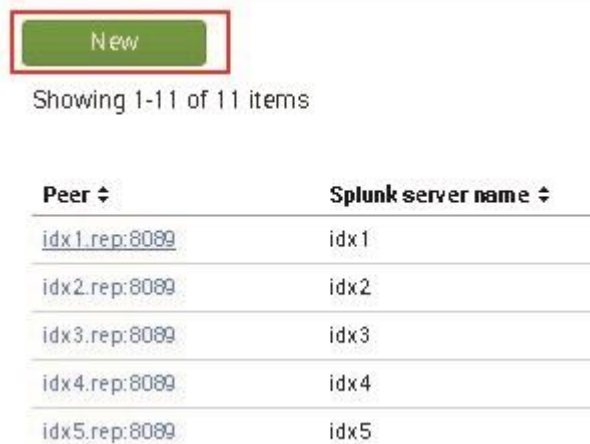 New
Showing 1-11 of 11 items
Peer Splunk server name
idx1.rep:8089 idx1
idx2.rep:8089 idx2
idx3.rep:8089 idx3
idx4.rep:8089 idx4
idx5.rep:8089 idx5